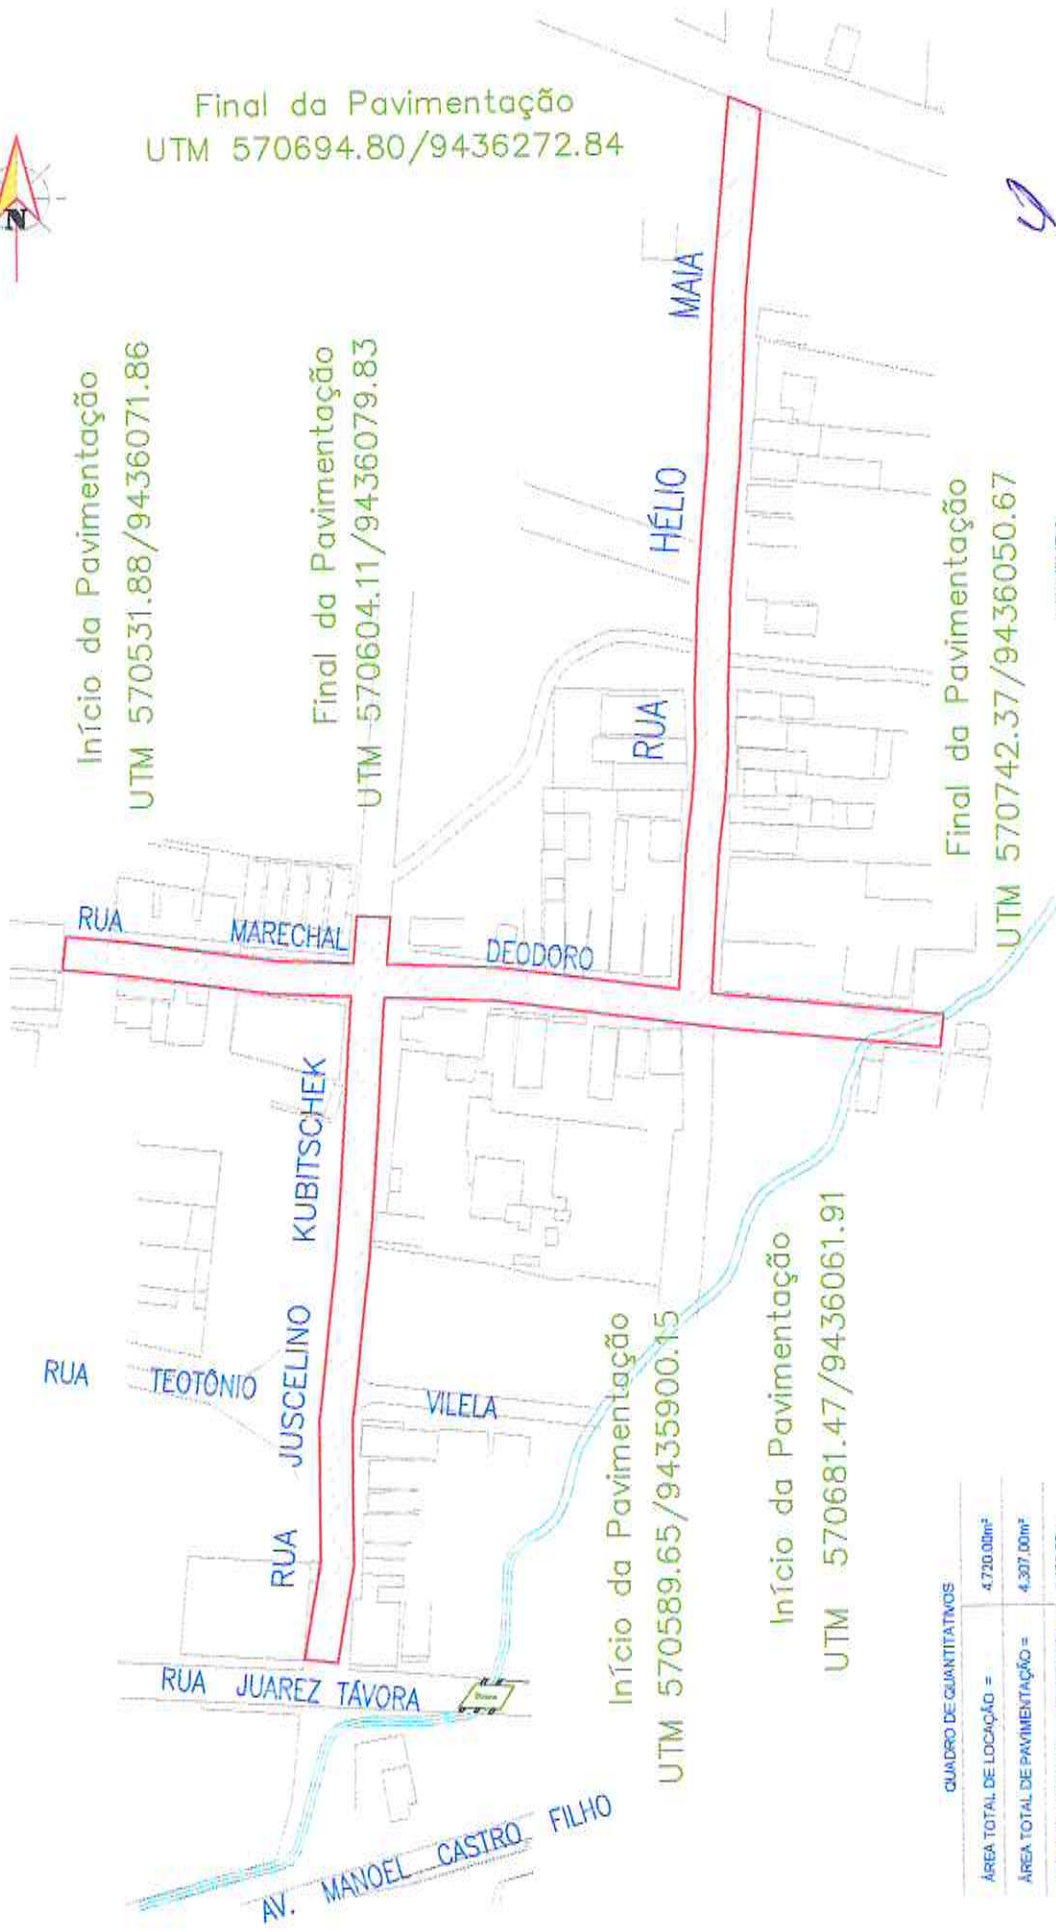 Final da Pavimentação
UTM 570694.80/9436272.84
N
Início da Pavimentação
UTM 570531.88/9436071.86
Final da Pavimentação
UTM 570604.11/9436079.83
RUA HÉLIO MAIA
RUA MARECHAL DEODORO
Final da Pavimentação
UTM 570742.37/9436050.67
RUA JUSCELINO KUBITSCHEK
RUA TEOTÔNIO VILELA
Início da Pavimentação
UTM 570589.65/9435900.15
Início da Pavimentação
UTM 570681.47/9436061.91
RUA JUAREZ TÁVORA
AV. MANOEL CASTRO FILHO
QUADRO DE QUANTITATIVOS
ÁREA TOTAL DE LOCAÇÃO = 4.720.00m²
ÁREA TOTAL DE PAVIMENTAÇÃO = 4.307,00m²